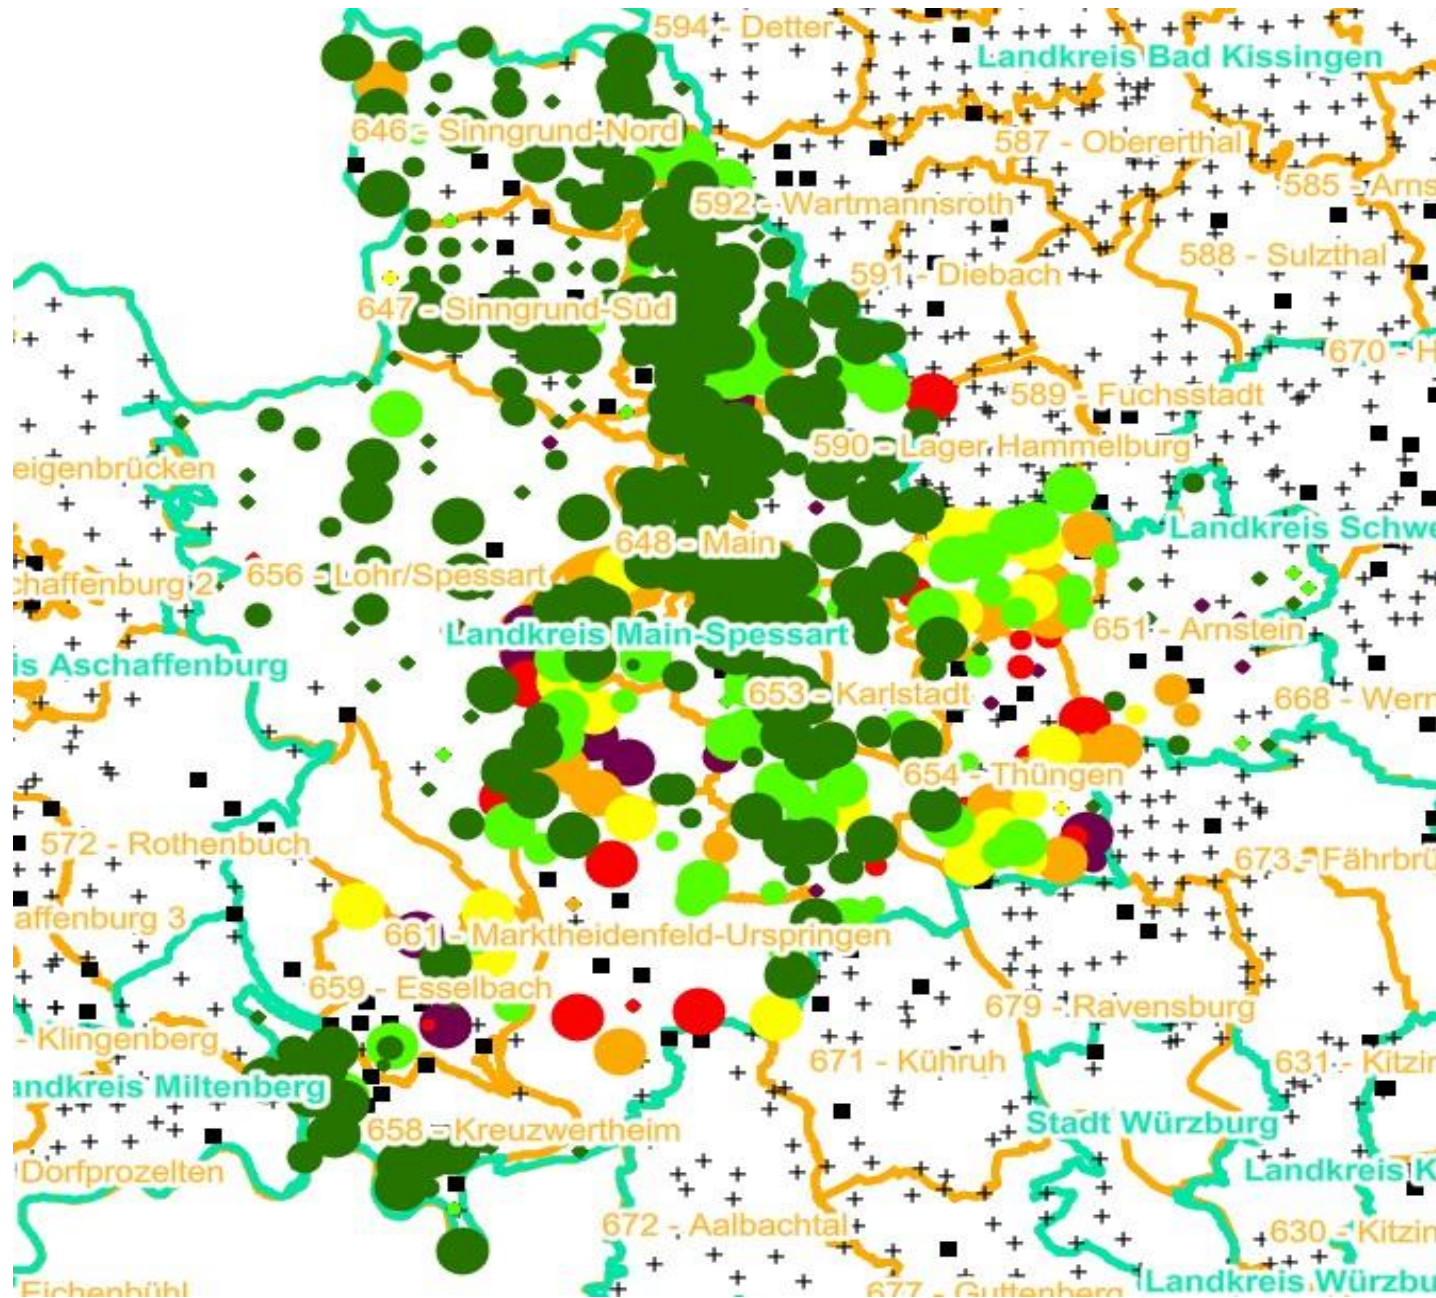 594 - Detter
Landkreis Bad Kissingen
646 - Sinngrund-Nord
587 - Obererthal
585 - Arns
592 - Wartmannsroth
588 - Sulzthal
591 - Diebach
647 - Sinngrund-Süd
670 - H
589 - Fuchsstadt
590 - Lager Hammelburg
eigenbrücken
Landkreis Schwe
648 - Main
656 - Lohr/Spessart
chaffenburg 2
651 - Arnstein
Landkreis Main-Spessart
is Aschaffenburg
653 - Karlstadt
668 - Wern
654 - Thüngen
572 - Rothenbuch
673 - Fährbrü
affenburg 3
661 - Marktheidenfeld-Urspringen
659 - Esselbach
679 - Ravensburg
- Klingenberg
671 - Kühruh
631 - Kitzin
andkreis Miltenberg
Stadt Würzburg
658 - Kreuzwertheim
Dorfprozelten
Landkreis K
672 - Aalbachtal
630 - Kitzin
Landkreis Würzbu
Eichenbühl
677 - Guttenberg